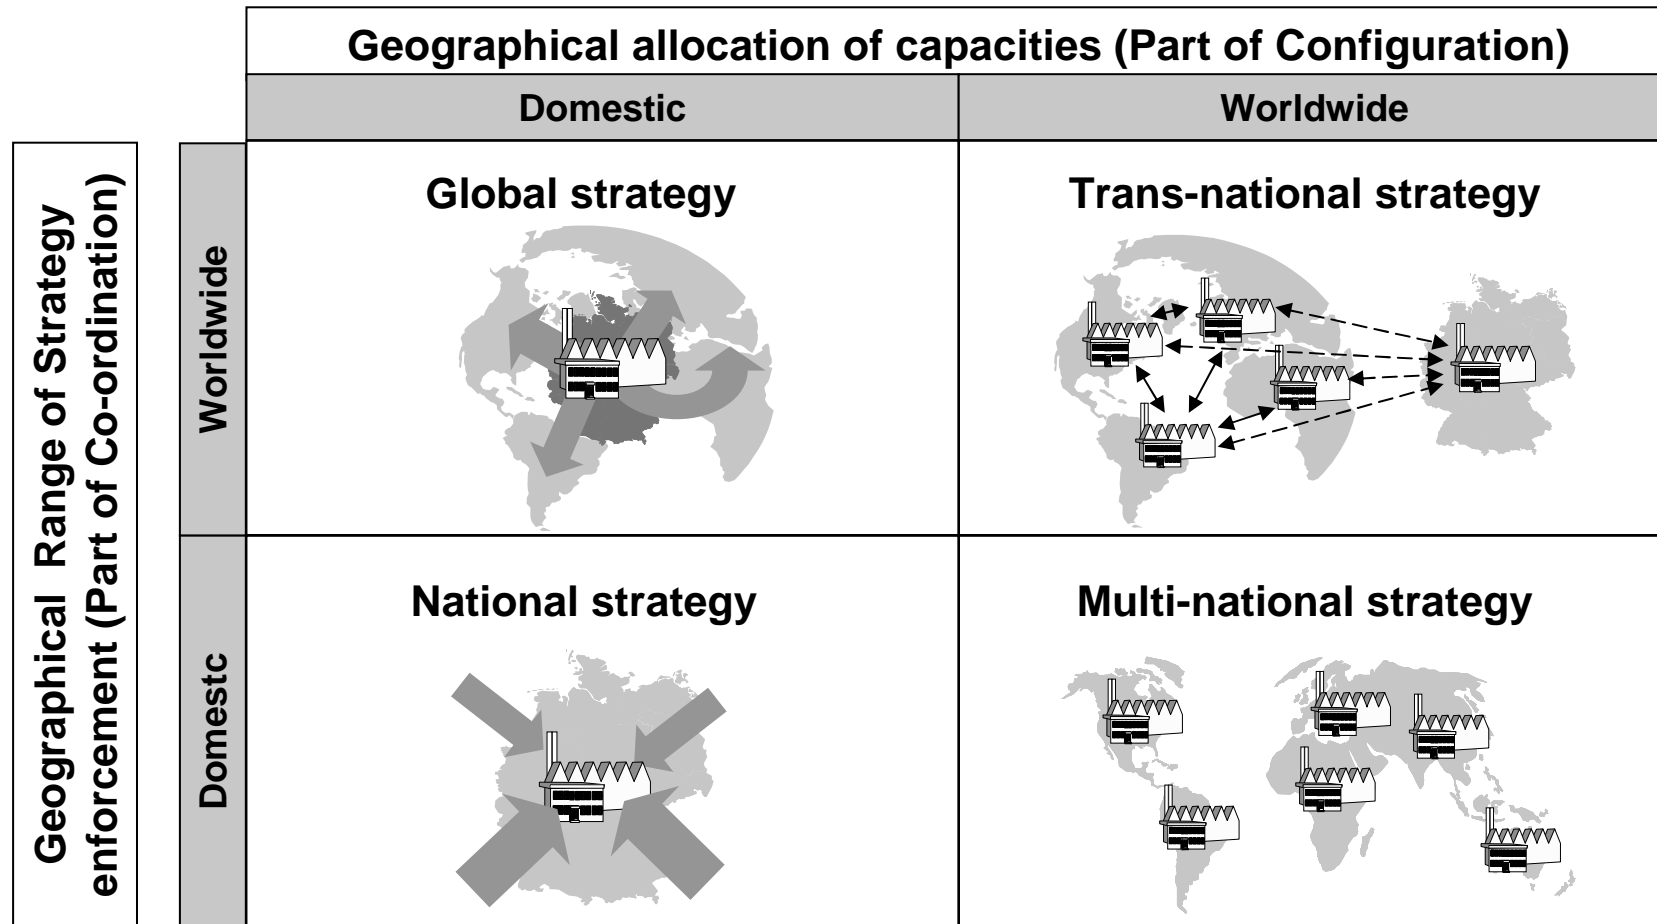 Geographical allocation of capacities (Part of Configuration)
Domestic
Worldwide
Geographical Range of Strategy
enforcement (Part of Co-ordination)
Worldwide
Global strategy
Trans-national strategy
Domestc
National strategy
Multi-national strategy